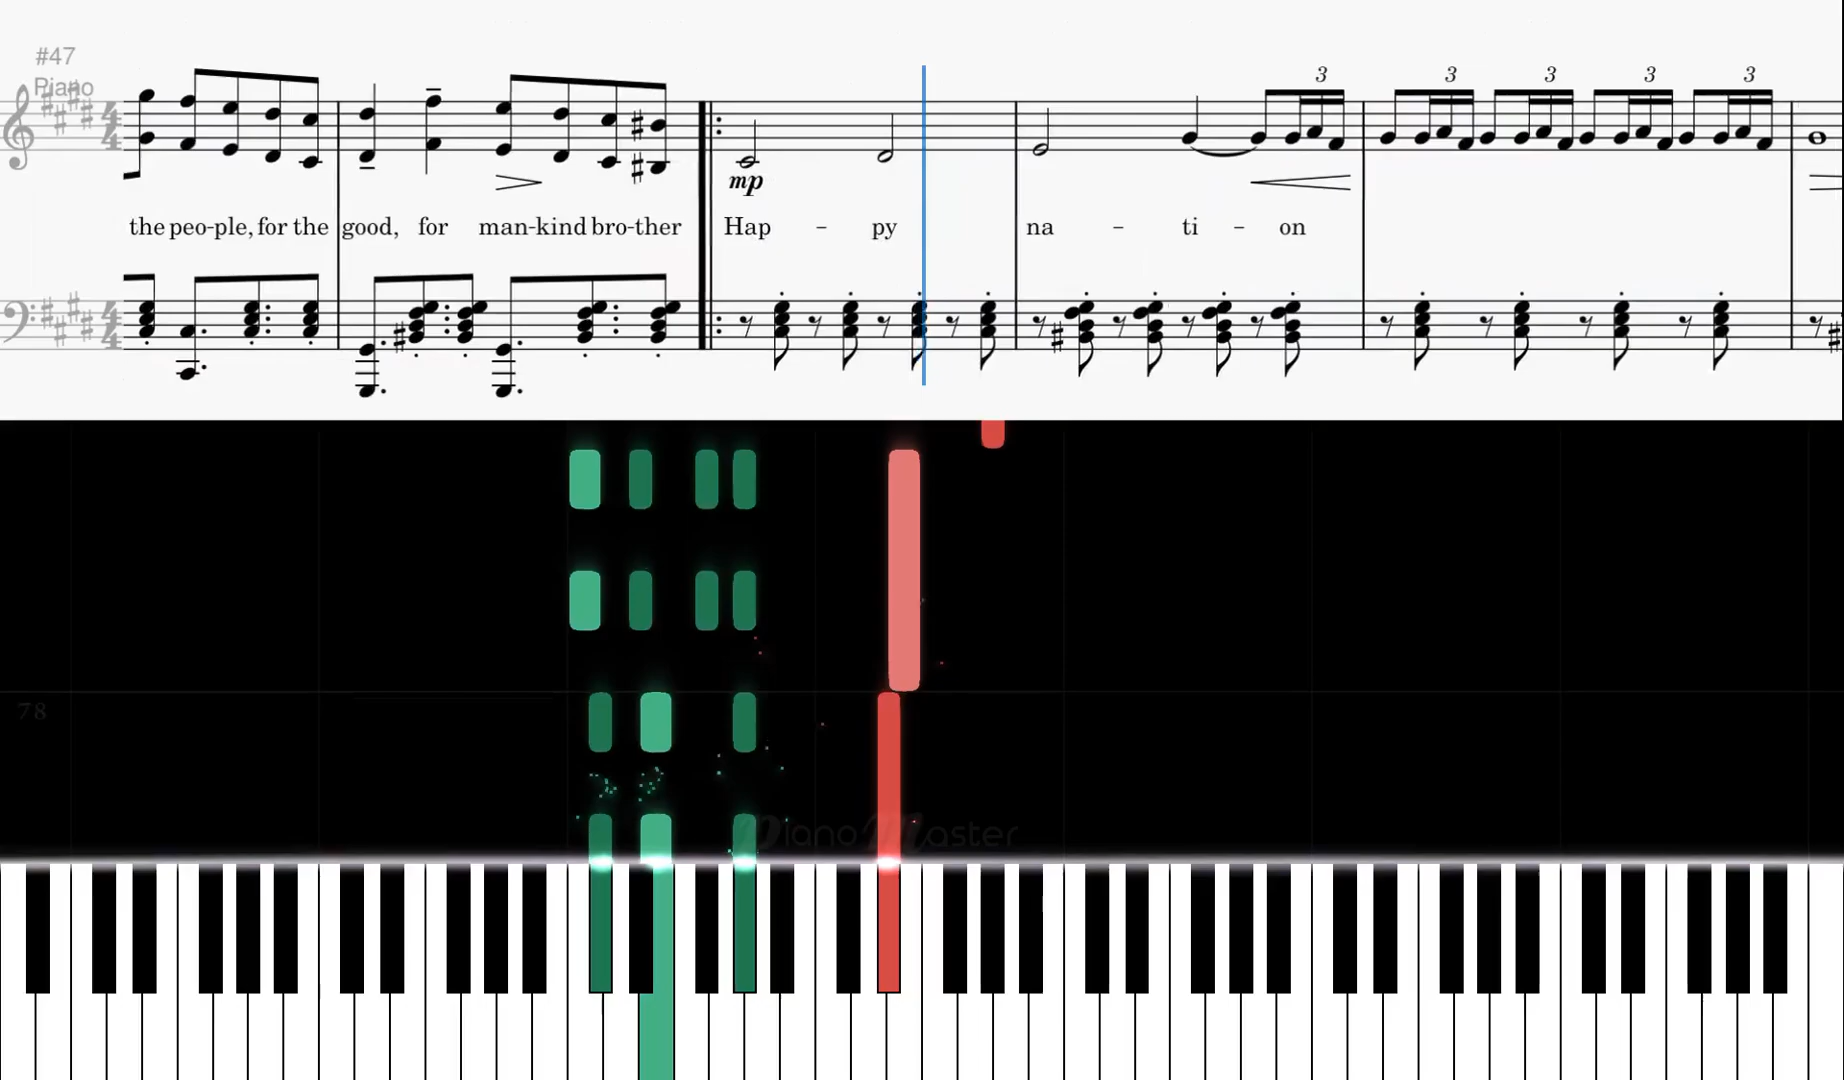 #47
Piano
3 3 3 3 3
mp
the peo-ple, for the good, for man-kind bro-ther Hap - py na - ti - on
78
Piano Master